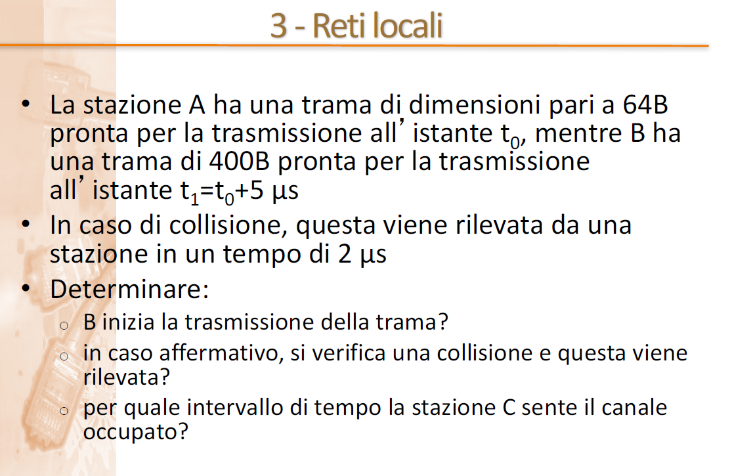 3 - Reti locali
• La stazione A ha una trama di dimensioni pari a 64B
pronta per la trasmissione all’ istante t₀, mentre B ha
una trama di 400B pronta per la trasmissione
all’ istante t₁=t₀+5 μs
• In caso di collisione, questa viene rilevata da una
stazione in un tempo di 2 μs
• Determinare:
○ B inizia la trasmissione della trama?
○ in caso affermativo, si verifica una collisione e questa viene
rilevata?
○ per quale intervallo di tempo la stazione C sente il canale
occupato?